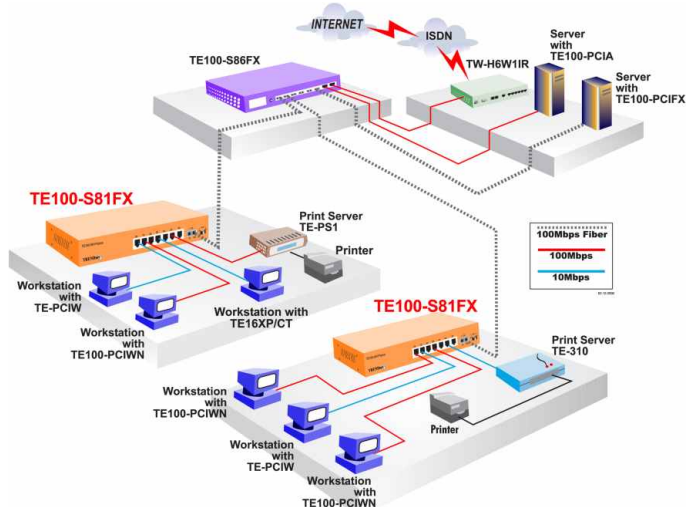 INTERNET
ISDN
TE100-S86FX
TW-H6W1IR
Server
with
TE100-PCIA
Server
with
TE100-PCIFX
TE100-S81FX
Print Server
TE-PS1
Printer
Workstation
with
TE-PCIW
Workstation
with
TE100-PCIWN
Workstation with
TE16XP/CT
100Mbps Fiber
100Mbps
10Mbps
TE100-S81FX
Print Server
TE-310
Workstation
with
TE100-PCIWN
Workstation
with
TE-PCIW
Workstation
with
TE100-PCIWN
Printer